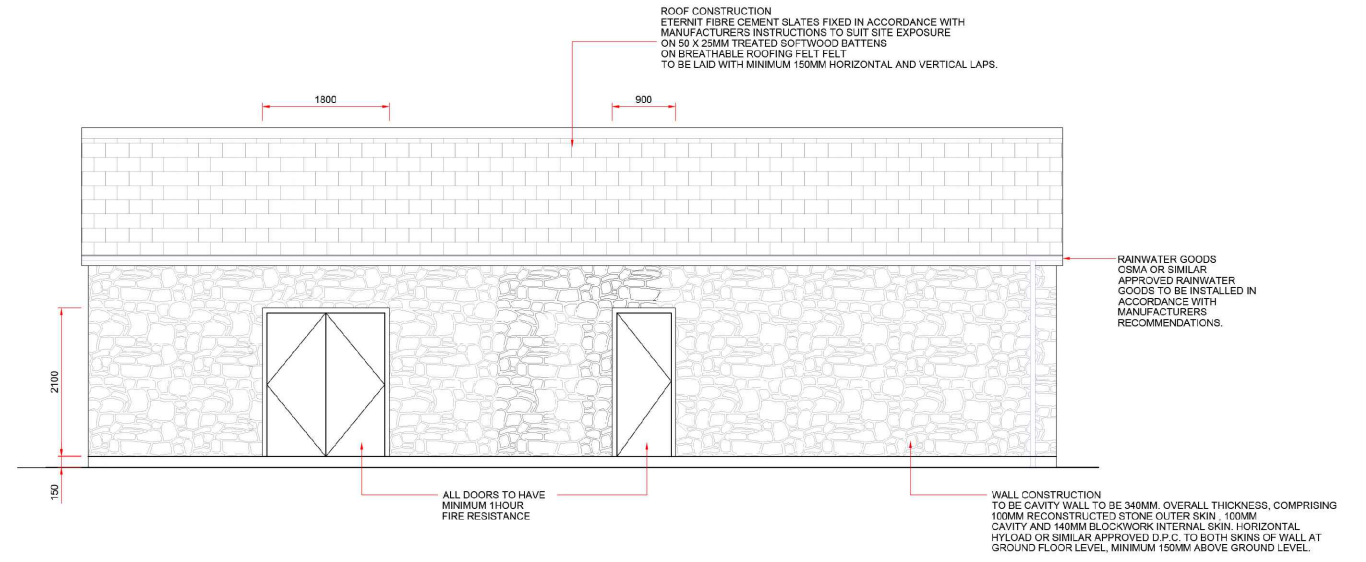 ROOF CONSTRUCTION
ETERNIT FIBRE CEMENT SLATES FIXED IN ACCORDANCE WITH
MANUFACTURERS INSTRUCTIONS TO SUIT SITE EXPOSURE
ON 50 X 25MM TREATED SOFTWOOD BATTENS
ON BREATHABLE ROOFING FELT FELT
TO BE LAID WITH MINIMUM 150MM HORIZONTAL AND VERTICAL LAPS.
1800
900
RAINWATER GOODS
OSMA OR SIMILAR
APPROVED RAINWATER
GOODS TO BE INSTALLED IN
ACCORDANCE WITH
MANUFACTURERS
RECOMMENDATIONS.
2100
150
ALL DOORS TO HAVE
MINIMUM 1HOUR
FIRE RESISTANCE
WALL CONSTRUCTION
TO BE CAVITY WALL TO BE 340MM. OVERALL THICKNESS, COMPRISING
100MM RECONSTRUCTED STONE OUTER SKIN , 100MM
CAVITY AND 140MM BLOCKWORK INTERNAL SKIN. HORIZONTAL
HYLOAD OR SIMILAR APPROVED D.P.C. TO BOTH SKINS OF WALL AT
GROUND FLOOR LEVEL, MINIMUM 150MM ABOVE GROUND LEVEL.